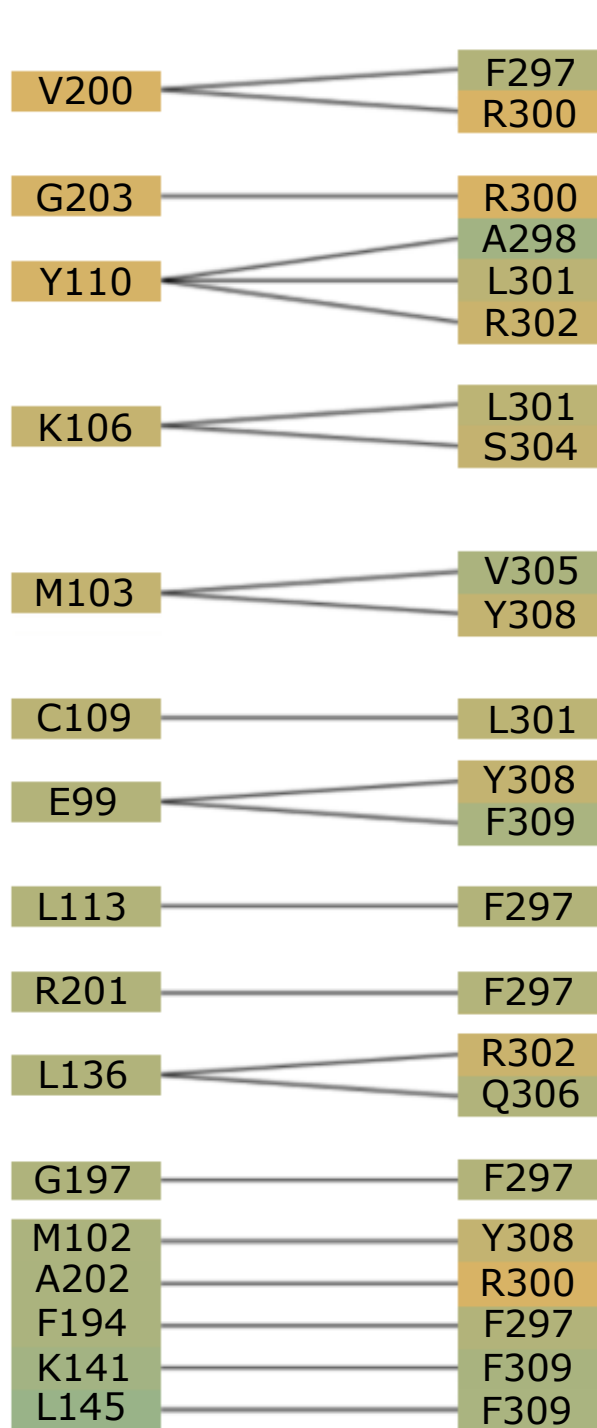 V200
F297
R300
G203
R300
Y110
A298
L301
R302
K106
L301
S304
M103
V305
Y308
C109
L301
E99
Y308
F309
L113
F297
R201
F297
L136
R302
Q306
G197
F297
M102
Y308
A202
R300
F194
F297
K141
F309
L145
F309